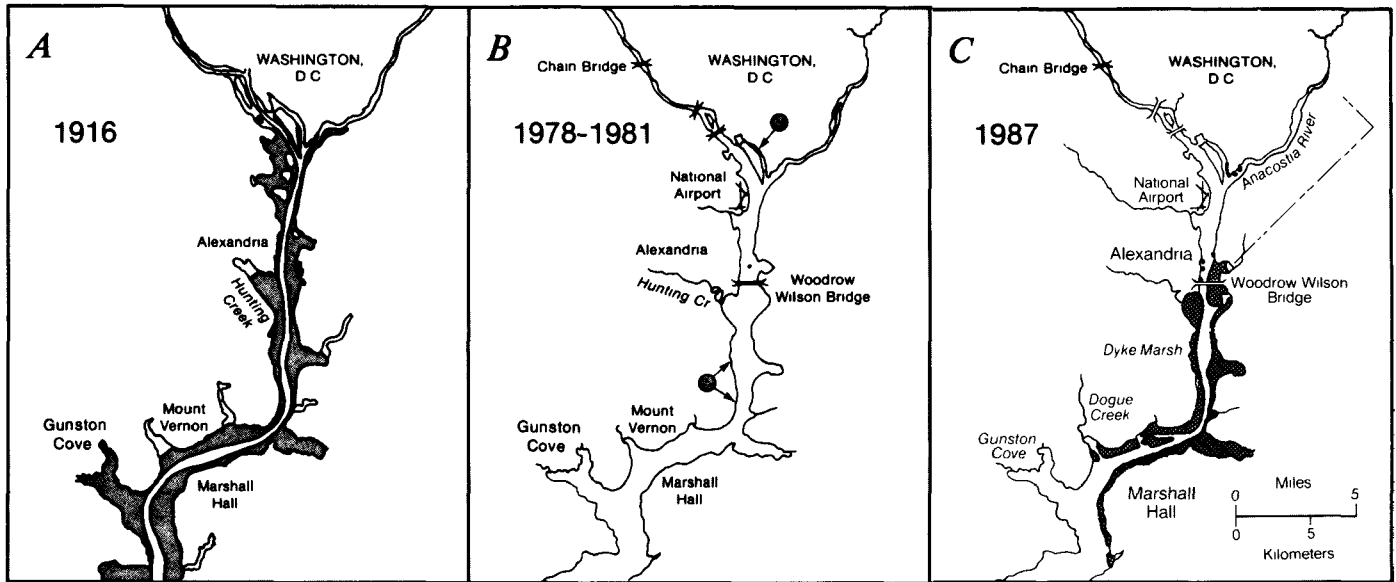 A
1916
WASHINGTON,
D C
Alexandria
Hunting
Creek
Mount
Vernon
Gunston
Cove
Marshall
Hall
B
1978-1981
Chain Bridge
WASHINGTON,
D C
National
Airport
Alexandria
Hunting Cr
Woodrow
Wilson Bridge
Mount
Vernon
Gunston
Cove
Marshall
Hall
C
1987
Chain Bridge
WASHINGTON,
D C
Anacostia River
National
Airport
Alexandria
Woodrow Wilson
Bridge
Dyke Marsh
Dogue
Creek
Gunston
Cove
Marshall
Hall
0 Miles 5
0 5
Kilometers